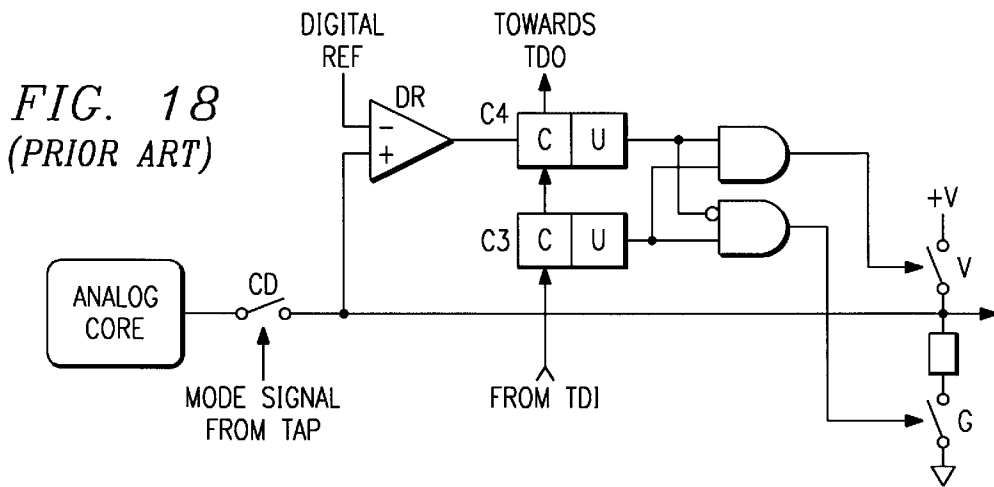 FIG. 18
(PRIOR ART)
DIGITAL
REF
TOWARDS
TDO
DR
−
+
C4
C
U
C3
C
U
+V
V
ANALOG
CORE
CD
MODE SIGNAL
FROM TAP
FROM TDI
G